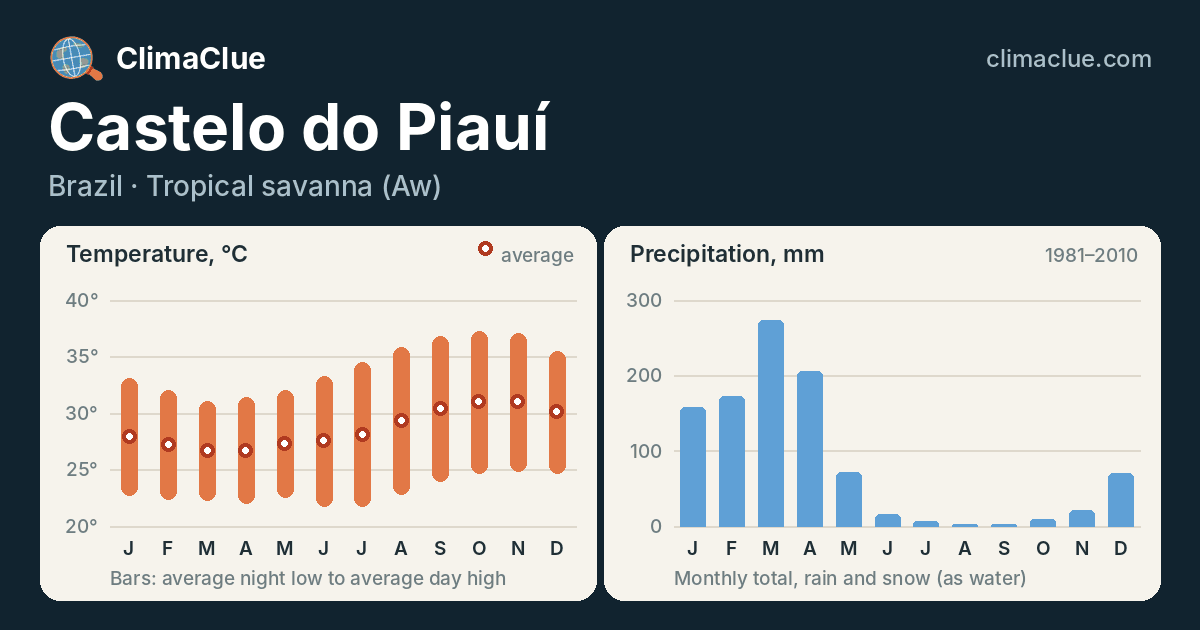 ClimaClue
climaclue.com
Castelo do Piauí
Brazil · Tropical savanna (Aw)
Temperature, °C
average
40°
35°
30°
25°
20°
J F M A M J J A S O N D
Bars: average night low to average day high
Precipitation, mm
1981–2010
300
200
100
0
J F M A M J J A S O N D
Monthly total, rain and snow (as water)